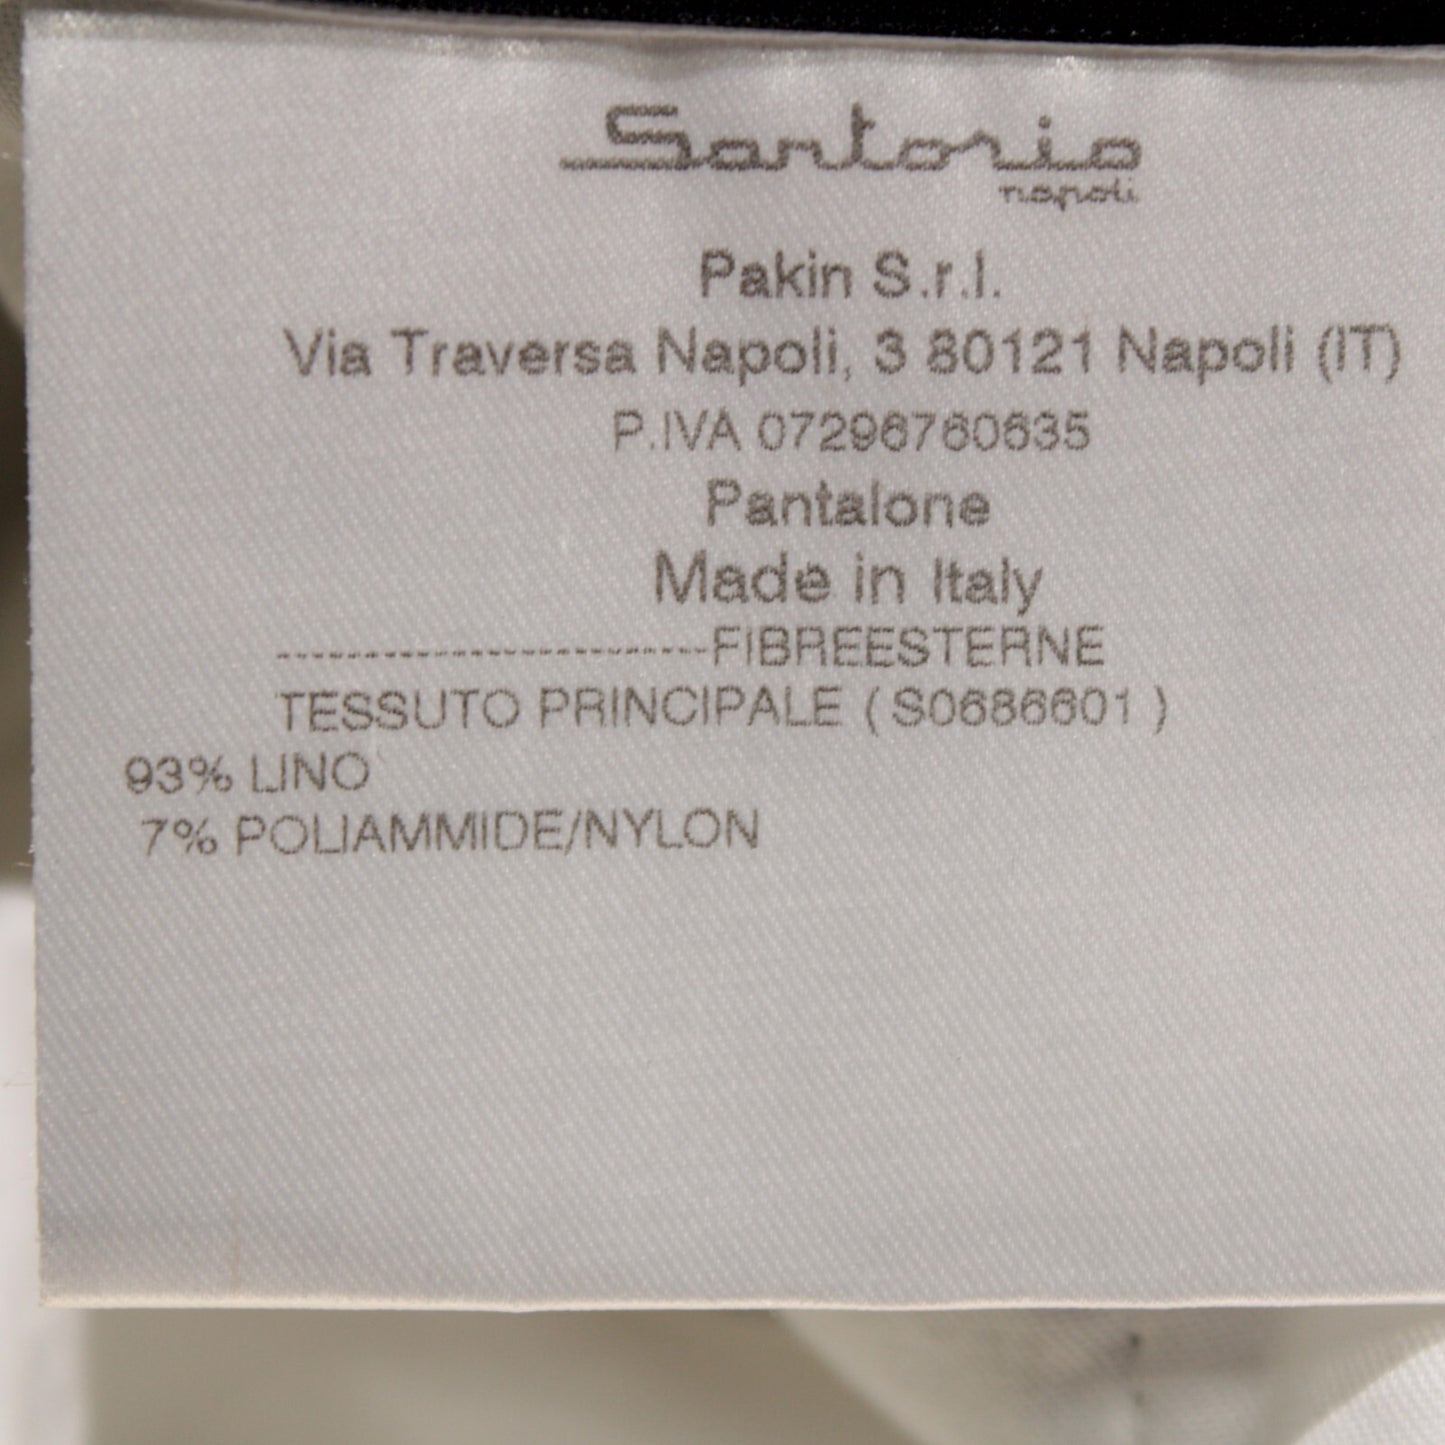 Sartorio
napoli
Pakin S.r.l.
Via Traversa Napoli, 3 80121 Napoli (IT)
P.IVA 07296760635
Pantalone
Made in Italy
------------------------FIBREESTERNE
TESSUTO PRINCIPALE ( S0686601 )
93% LINO
7% POLIAMMIDE/NYLON